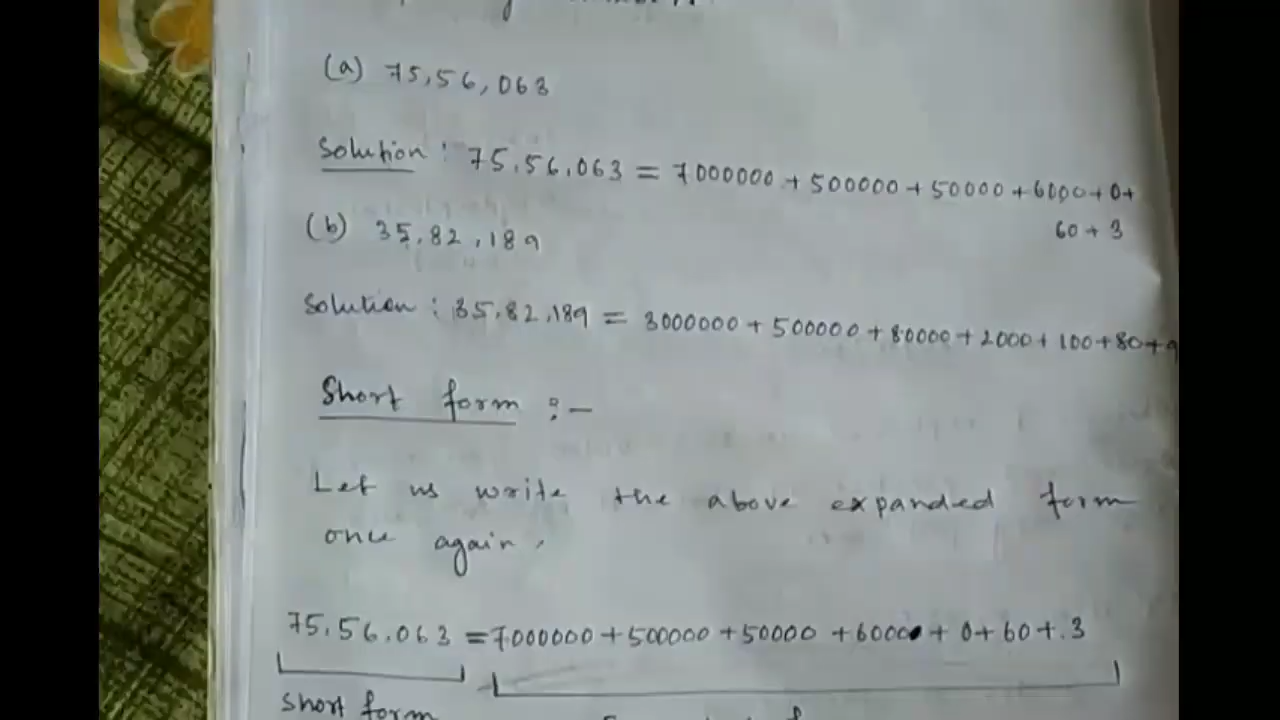 (a) 75,56,063
Solution : 75,56,063 = 7000000 + 500000 + 50000 + 6000 + 0 +
60 + 3
(b) 35,82,189
Solution : 35,82,189 = 3000000 + 500000 + 80000 + 2000 + 100 + 80 + 9
Short form :-
Let us write the above expanded form
once again.
75,56,063 = 7000000 + 500000 + 50000 + 6000 + 0 + 60 + 3
Short form